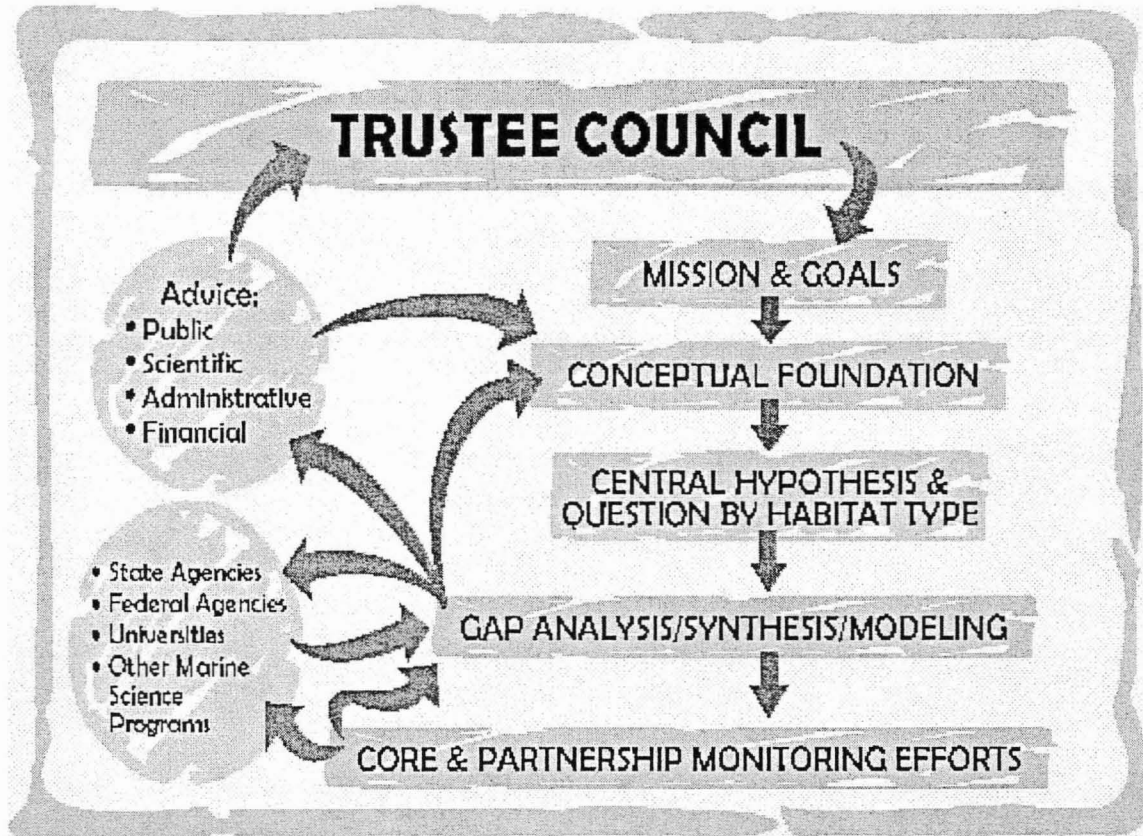 TRUSTEE COUNCIL
MISSION & GOALS
Advice:
• Public
• Scientific
• Administrative
• Financial
CONCEPTUAL FOUNDATION
CENTRAL HYPOTHESIS &
QUESTION BY HABITAT TYPE
• State Agencies
• Federal Agencies
• Universities
• Other Marine
Science
Programs
GAP ANALYSIS/SYNTHESIS/MODELING
CORE & PARTNERSHIP MONITORING EFFORTS